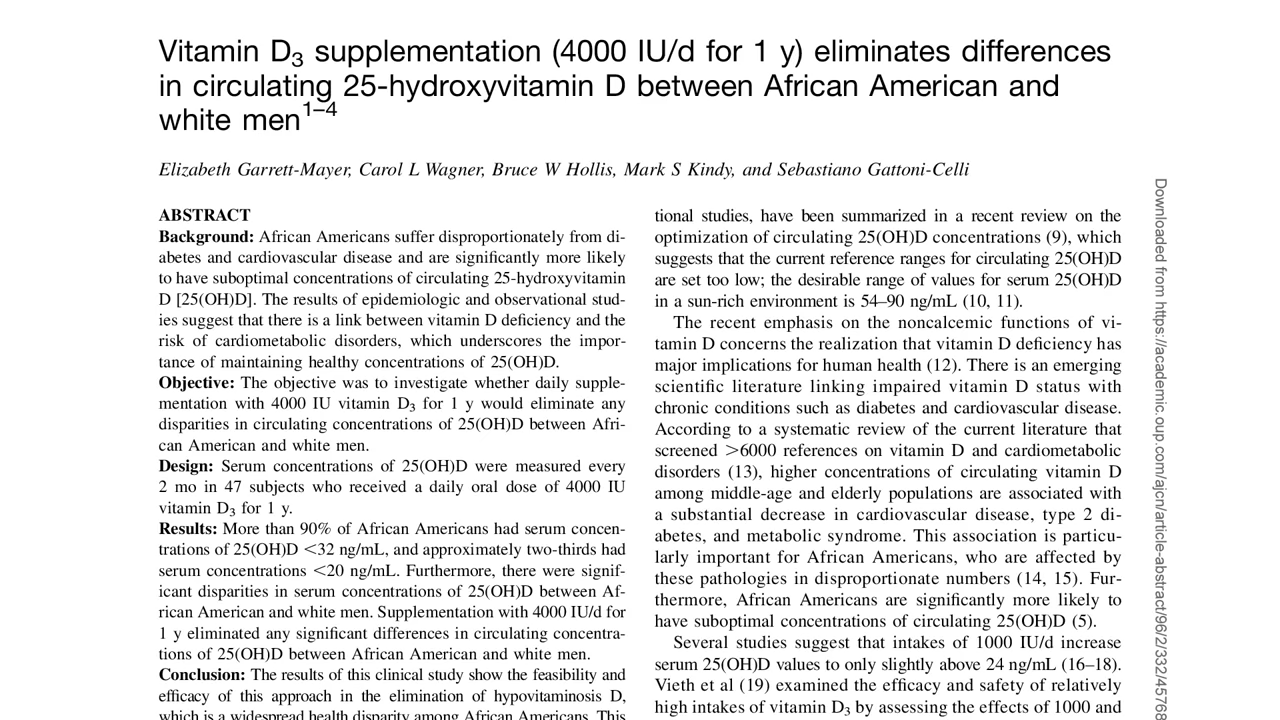 Vitamin D3 supplementation (4000 IU/d for 1 y) eliminates differences
in circulating 25-hydroxyvitamin D between African American and
white men1–4
Elizabeth Garrett-Mayer, Carol L Wagner, Bruce W Hollis, Mark S Kindy, and Sebastiano Gattoni-Celli
ABSTRACT
Background: African Americans suffer disproportionately from di-
abetes and cardiovascular disease and are significantly more likely
to have suboptimal concentrations of circulating 25-hydroxyvitamin
D [25(OH)D]. The results of epidemiologic and observational stud-
ies suggest that there is a link between vitamin D deficiency and the
risk of cardiometabolic disorders, which underscores the impor-
tance of maintaining healthy concentrations of 25(OH)D.
Objective: The objective was to investigate whether daily supple-
mentation with 4000 IU vitamin D3 for 1 y would eliminate any
disparities in circulating concentrations of 25(OH)D between Afri-
can American and white men.
Design: Serum concentrations of 25(OH)D were measured every
2 mo in 47 subjects who received a daily oral dose of 4000 IU
vitamin D3 for 1 y.
Results: More than 90% of African Americans had serum concen-
trations of 25(OH)D <32 ng/mL, and approximately two-thirds had
serum concentrations <20 ng/mL. Furthermore, there were signif-
icant disparities in serum concentrations of 25(OH)D between Af-
rican American and white men. Supplementation with 4000 IU/d for
1 y eliminated any significant differences in circulating concentra-
tions of 25(OH)D between African American and white men.
Conclusion: The results of this clinical study show the feasibility and
efficacy of this approach in the elimination of hypovitaminosis D,
which is a widespread health disparity among African Americans. This
tional studies, have been summarized in a recent review on the
optimization of circulating 25(OH)D concentrations (9), which
suggests that the current reference ranges for circulating 25(OH)D
are set too low; the desirable range of values for serum 25(OH)D
in a sun-rich environment is 54–90 ng/mL (10, 11).
The recent emphasis on the noncalcemic functions of vi-
tamin D concerns the realization that vitamin D deficiency has
major implications for human health (12). There is an emerging
scientific literature linking impaired vitamin D status with
chronic conditions such as diabetes and cardiovascular disease.
According to a systematic review of the current literature that
screened >6000 references on vitamin D and cardiometabolic
disorders (13), higher concentrations of circulating vitamin D
among middle-age and elderly populations are associated with
a substantial decrease in cardiovascular disease, type 2 di-
abetes, and metabolic syndrome. This association is particu-
larly important for African Americans, who are affected by
these pathologies in disproportionate numbers (14, 15). Fur-
thermore, African Americans are significantly more likely to
have suboptimal concentrations of circulating 25(OH)D (5).
Several studies suggest that intakes of 1000 IU/d increase
serum 25(OH)D values to only slightly above 24 ng/mL (16–18).
Vieth et al (19) examined the efficacy and safety of relatively
high intakes of vitamin D3 by assessing the effects of 1000 and
Downloaded from https://academic.oup.com/ajcn/article-abstract/96/2/332/45768